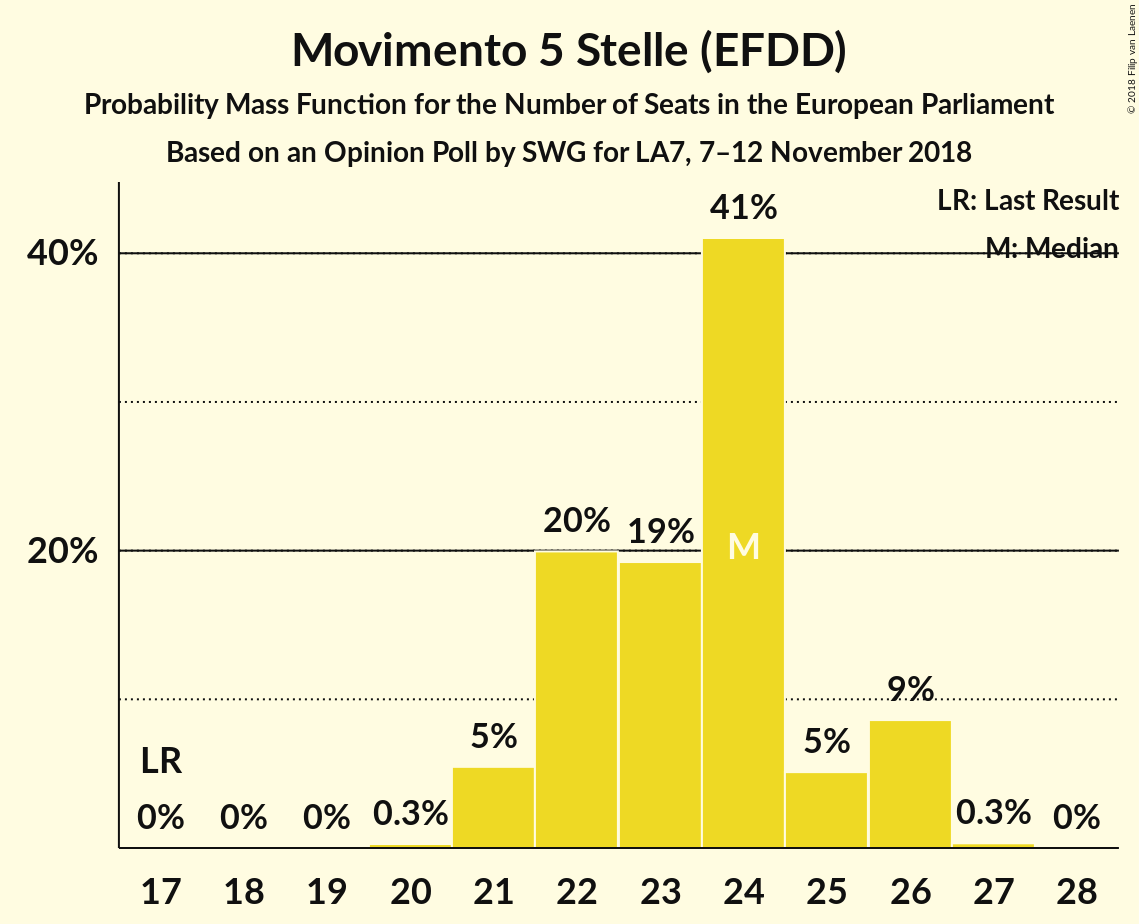 Movimento 5 Stelle (EFDD)
Probability Mass Function for the Number of Seats in the European Parliament
Based on an Opinion Poll by SWG for LA7, 7–12 November 2018
© 2018 Filip van Laenen
LR: Last Result
M: Median
40%
20%
LR
0%
0%
0%
0.3%
5%
20%
19%
41%
M
5%
9%
0.3%
0%
17 18 19 20 21 22 23 24 25 26 27 28